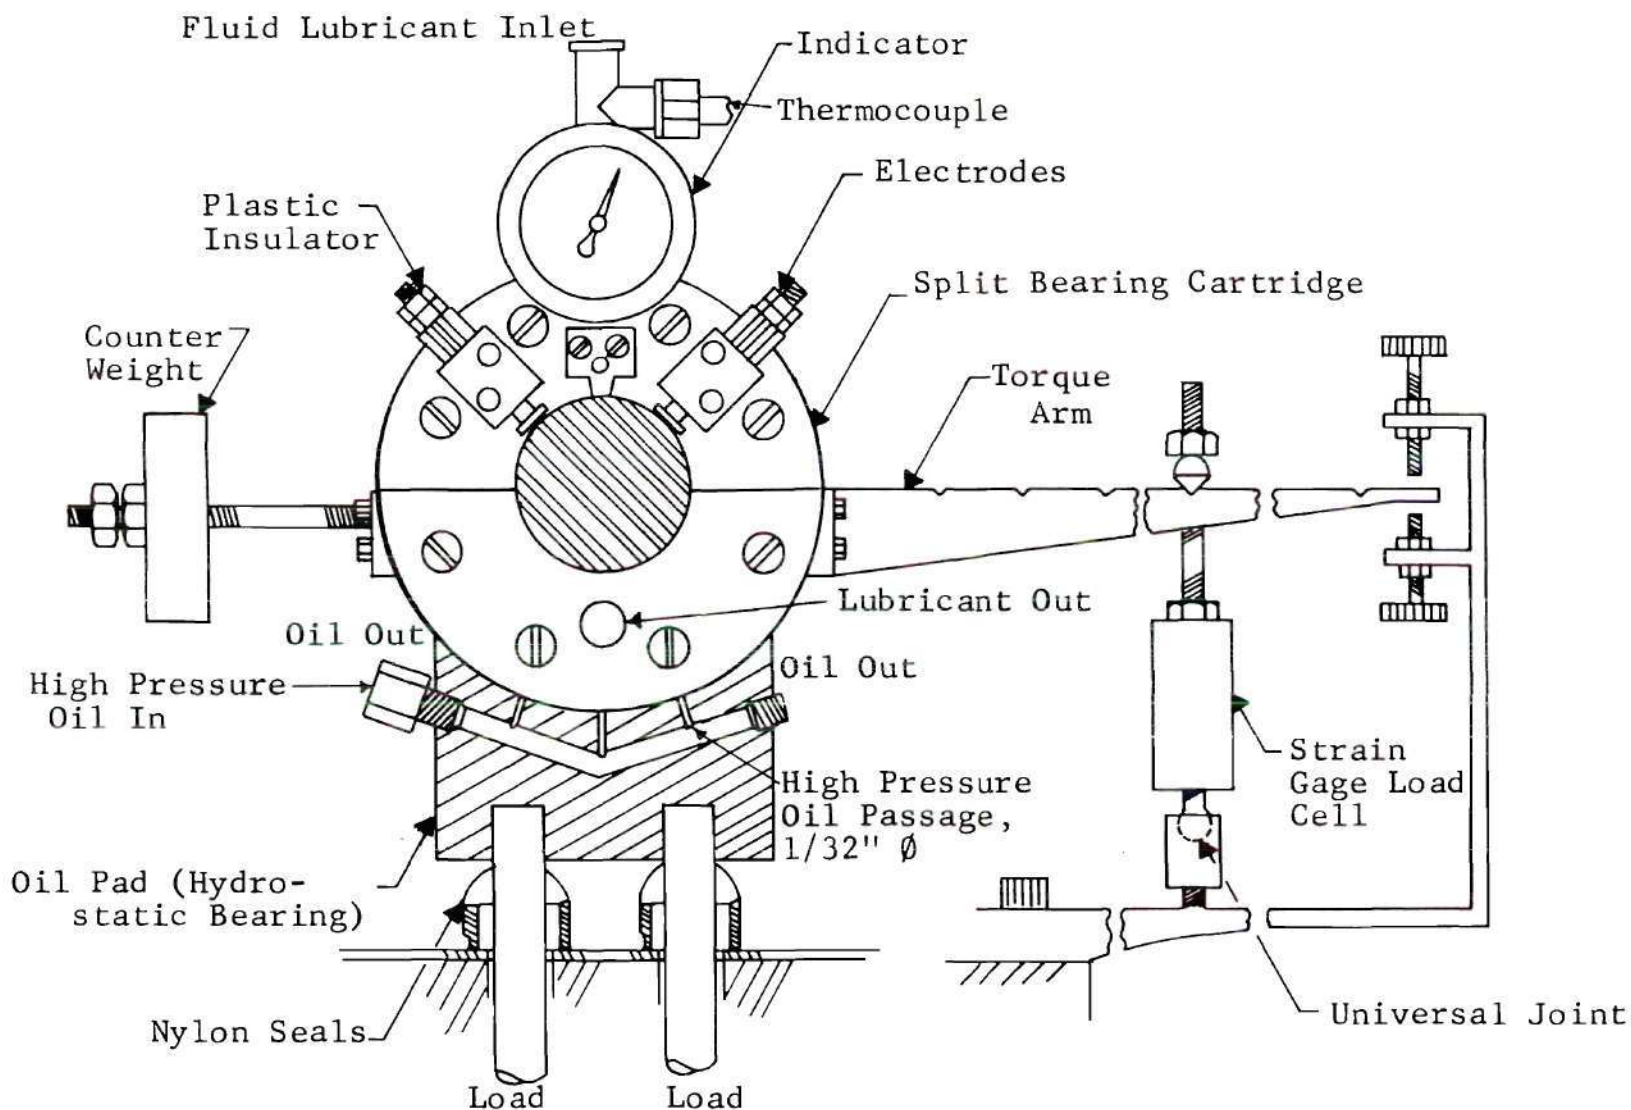 Fluid Lubricant Inlet
Indicator
Thermocouple
Electrodes
Plastic
Insulator
Split Bearing Cartridge
Counter
Weight
Torque
Arm
Lubricant Out
Oil Out
Oil Out
High Pressure
Oil In
Strain
Gage Load
Cell
High Pressure
Oil Passage,
1/32" Ø
Oil Pad (Hydro-
static Bearing)
Nylon Seals
Universal Joint
Load
Load